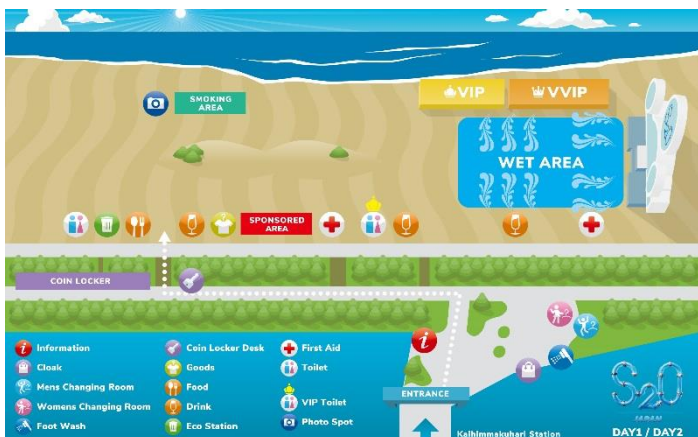 SMOKING
AREA
VIP
VVIP
WET AREA
SPONSORED
AREA
COIN LOCKER
ENTRANCE
Information
Cloak
Mens Changing Room
Womens Changing Room
Foot Wash
Coin Locker Desk
Goods
Food
Drink
Eco Station
First Aid
Toilet
VIP Toilet
Photo Spot
Kaihimmakuhari Station
S2O
DAY1 / DAY2